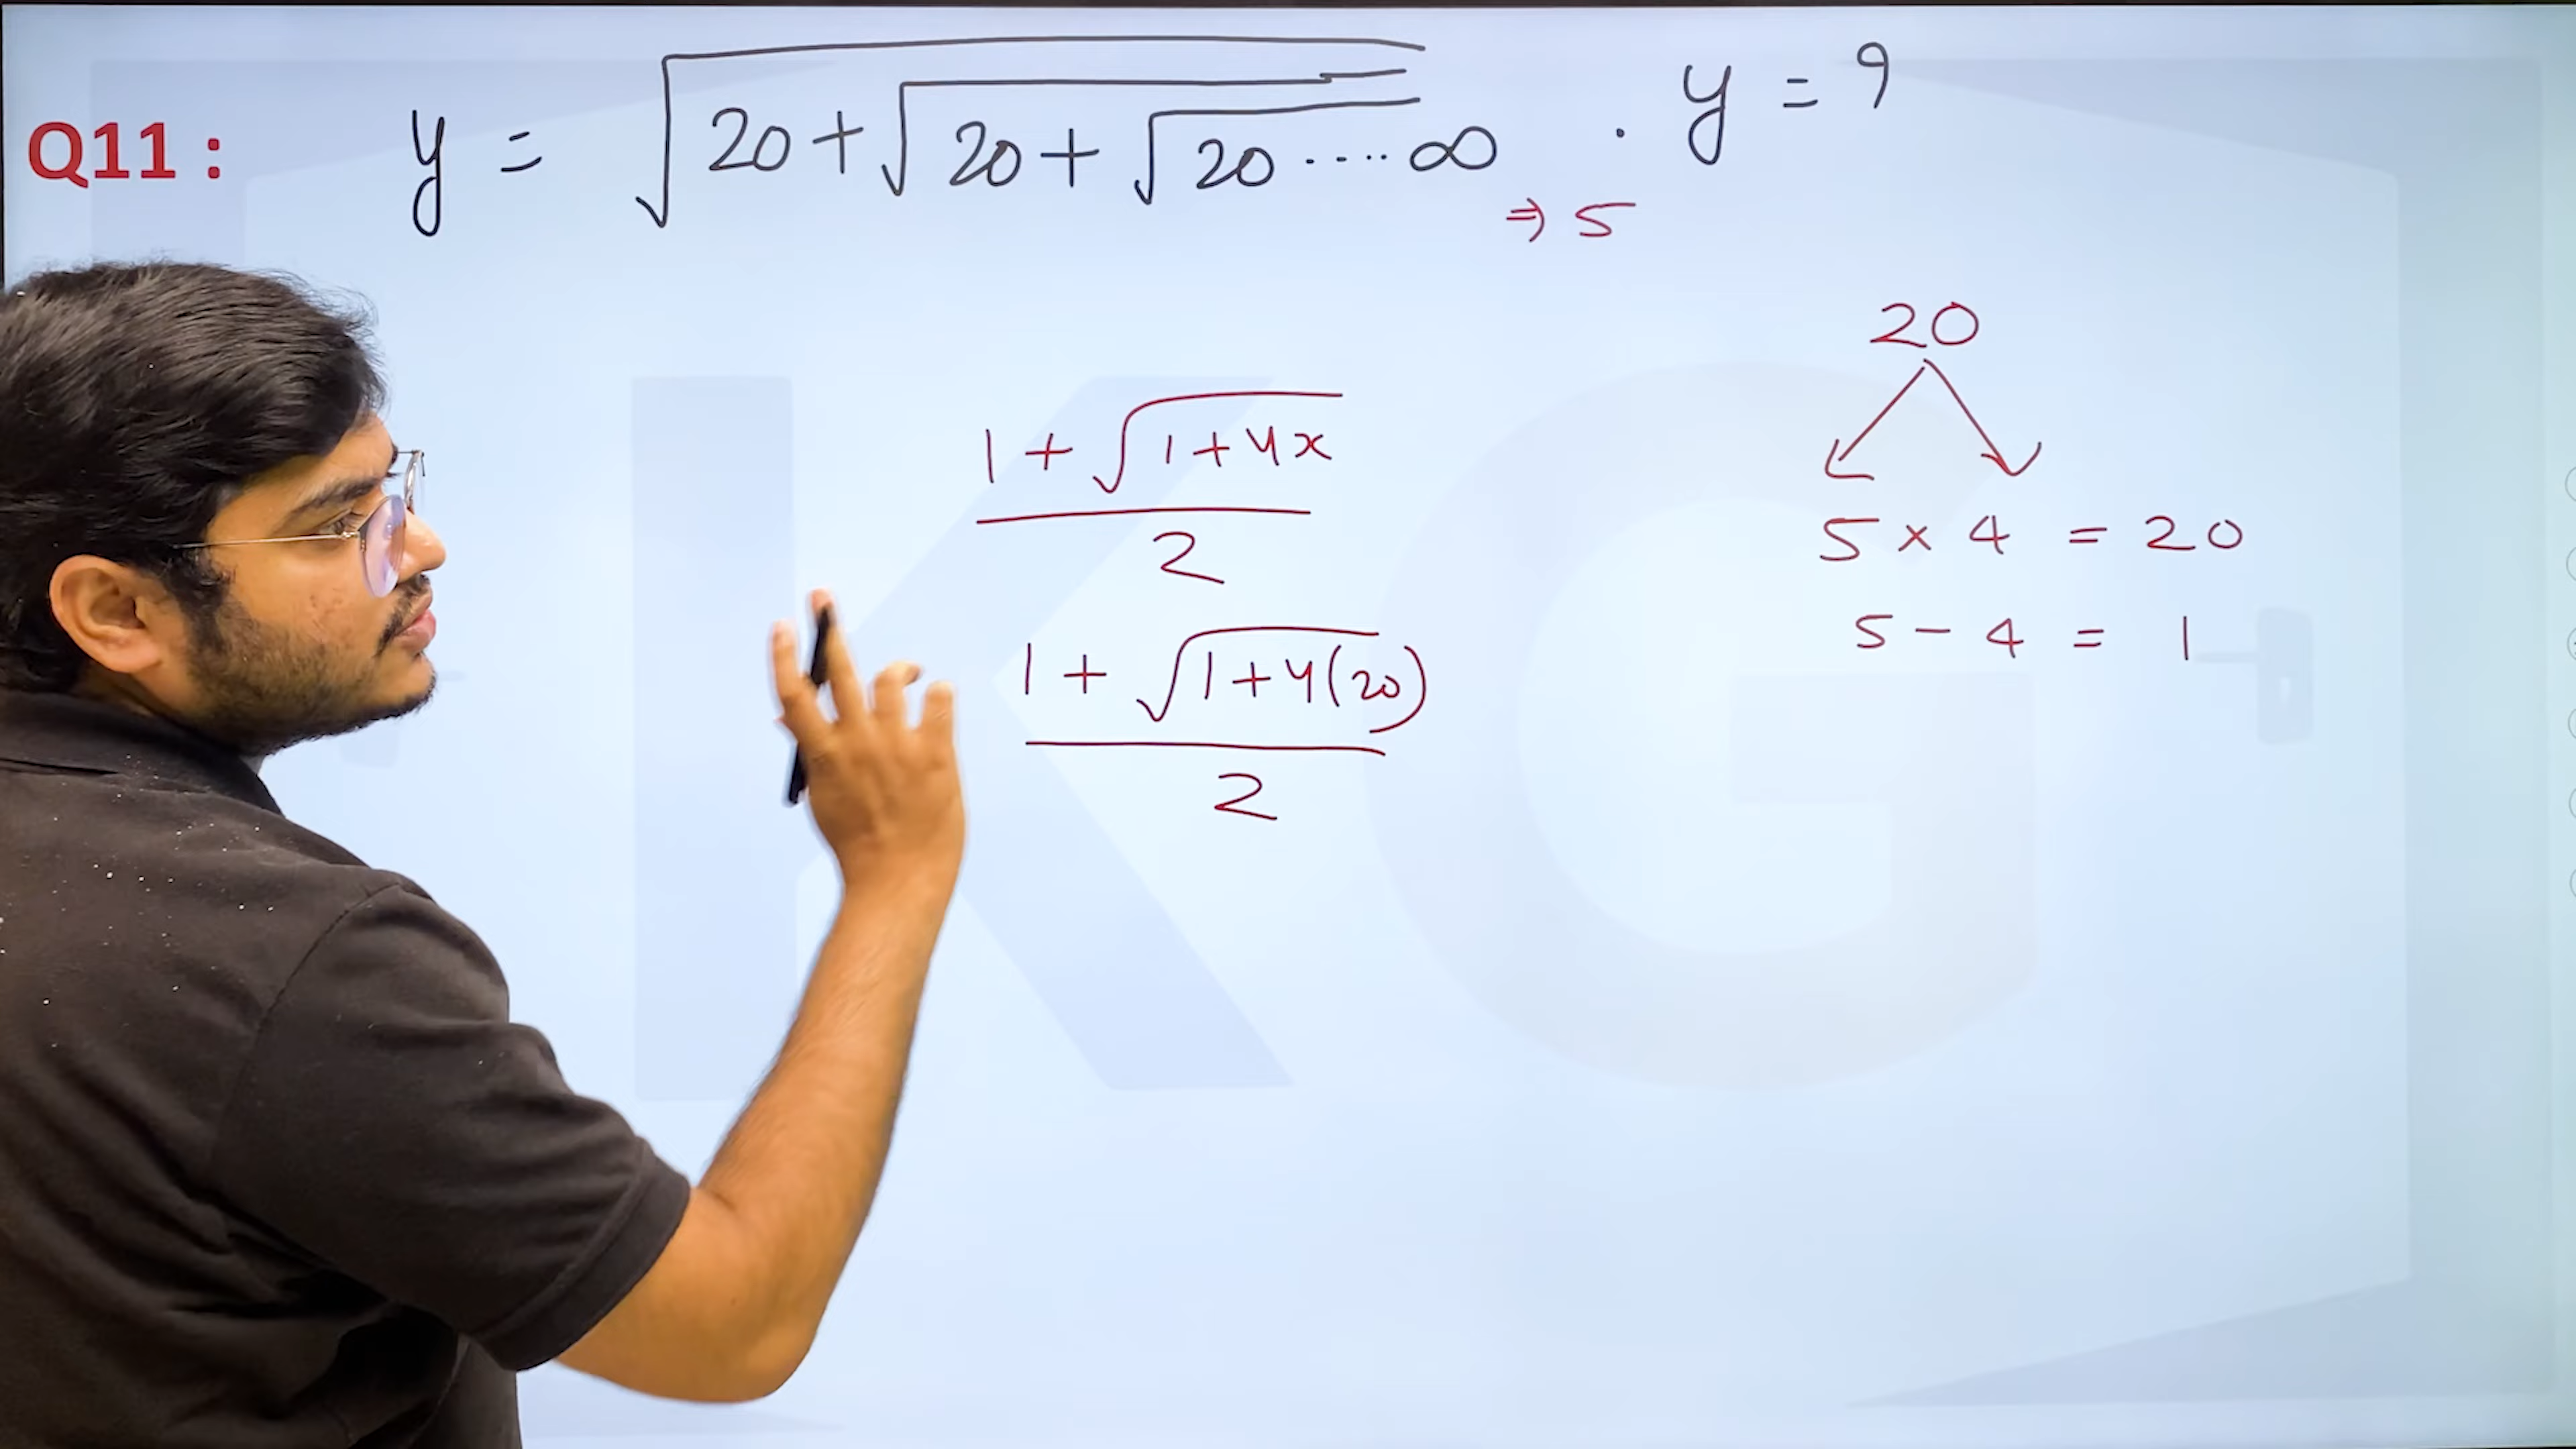 Q11 : y = √(20 + √(20 + √(20 ···· ∞ . y = 9
⇒ 5
20
1 + √(1 + 4x)
2
5 × 4 = 20
5 − 4 = 1
1 + √(1 + 4(20))
2
KG